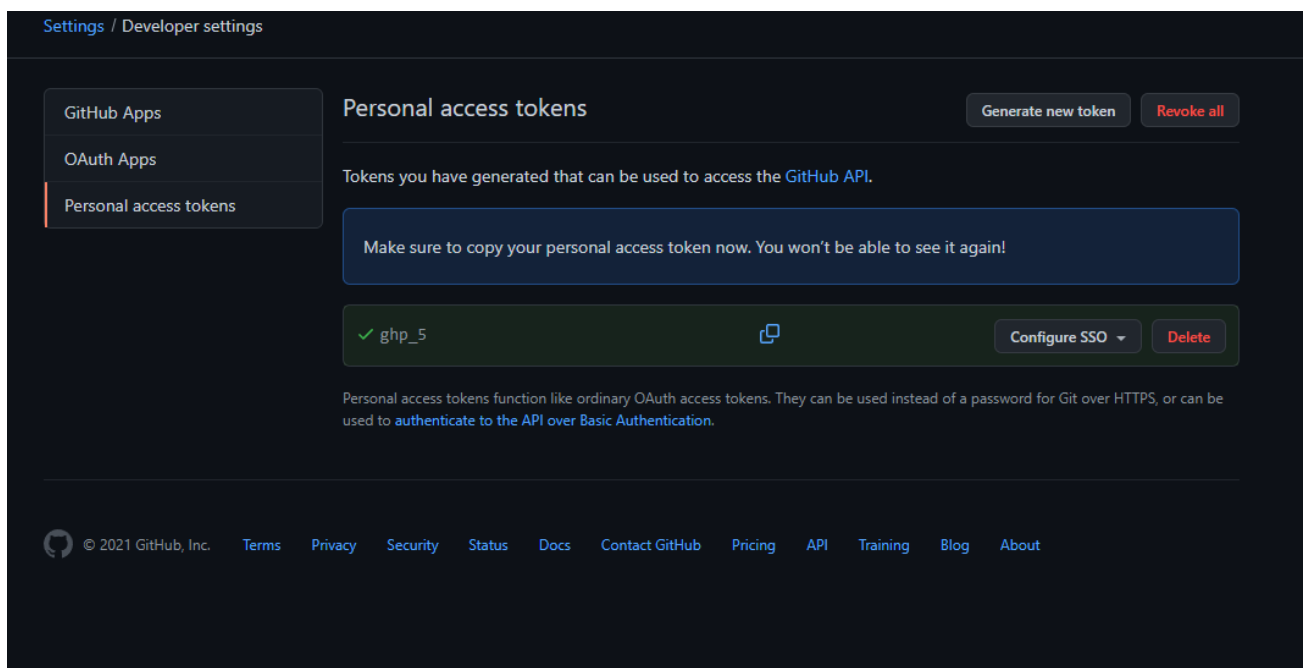 Settings / Developer settings
GitHub Apps
OAuth Apps
Personal access tokens
Personal access tokens
Generate new token
Revoke all
Tokens you have generated that can be used to access the GitHub API.
Make sure to copy your personal access token now. You won’t be able to see it again!
ghp_5
Configure SSO
Delete
Personal access tokens function like ordinary OAuth access tokens. They can be used instead of a password for Git over HTTPS, or can be
used to authenticate to the API over Basic Authentication.
© 2021 GitHub, Inc. Terms Privacy Security Status Docs Contact GitHub Pricing API Training Blog About